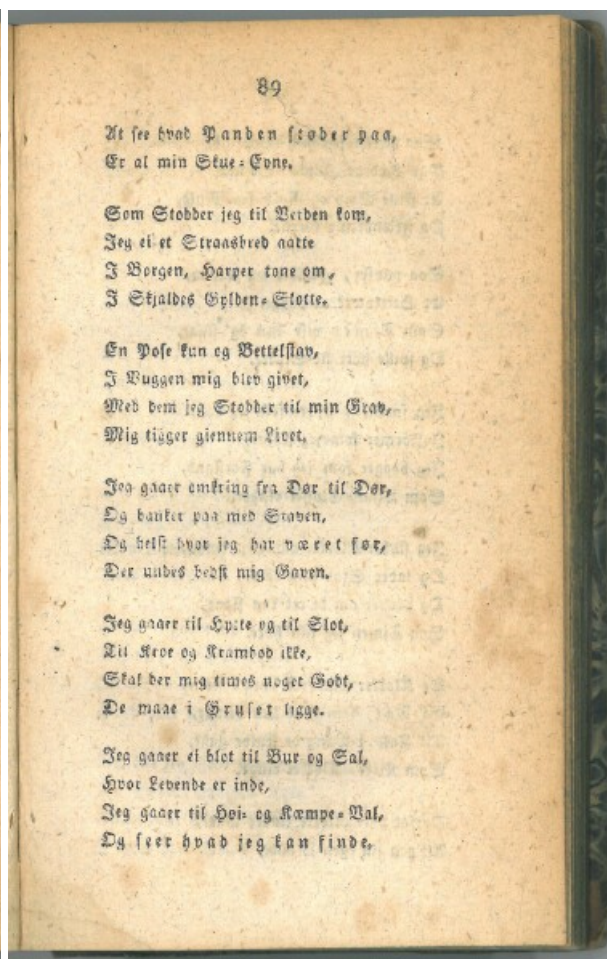 89
At see hvad Panden støder paa,
Er al min Skue-Evne.
Som Stodder jeg til Verden kom,
Jeg ei et Straasbred aatte
I Borgen, Harper tone om,
I Skjaldes Gylden-Slotte.
En Pose kun og Bettelstav,
I Vuggen mig blev givet,
Med dem jeg Stodder til min Grav,
Mig tigger giennem Livet.
Jeg gaaer omkring fra Dør til Dør,
Og banker paa med Staven,
Og helst hvor jeg har været før,
Der undes bedst mig Gaven.
Jeg gaaer til Hytte og til Slot,
Til Kroe og Krambod ikke,
Skal der mig times noget Godt,
De maae i Gruset ligge.
Jeg gaaer ei blot til Bur og Sal,
Hvor Levende er inde,
Jeg gaaer til Høi- og Kæmpe-Val,
Og seer hvad jeg kan finde.